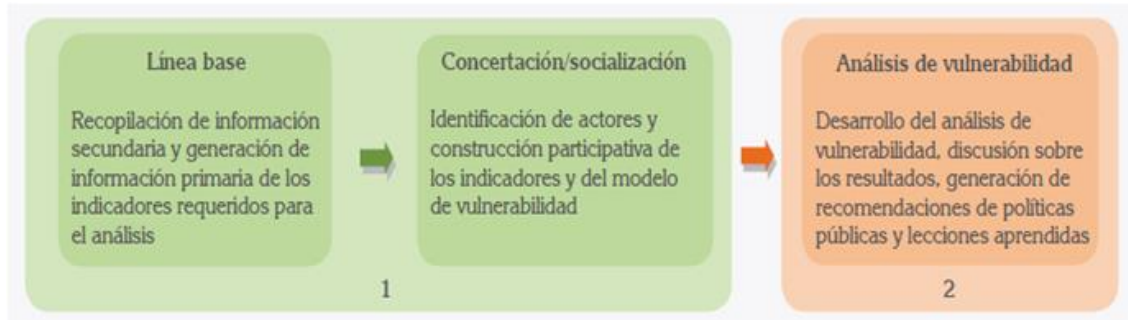 Línea base
Recopilación de información
secundaria y generación de
información primaria de los
indicadores requeridos para
el análisis
Concertación/socialización
Identificación de actores y
construcción participativa de
los indicadores y del modelo
de vulnerabilidad
1
Análisis de vulnerabilidad
Desarrollo del análisis de
vulnerabilidad, discusión sobre
los resultados, generación de
recomendaciones de políticas
públicas y lecciones aprendidas
2